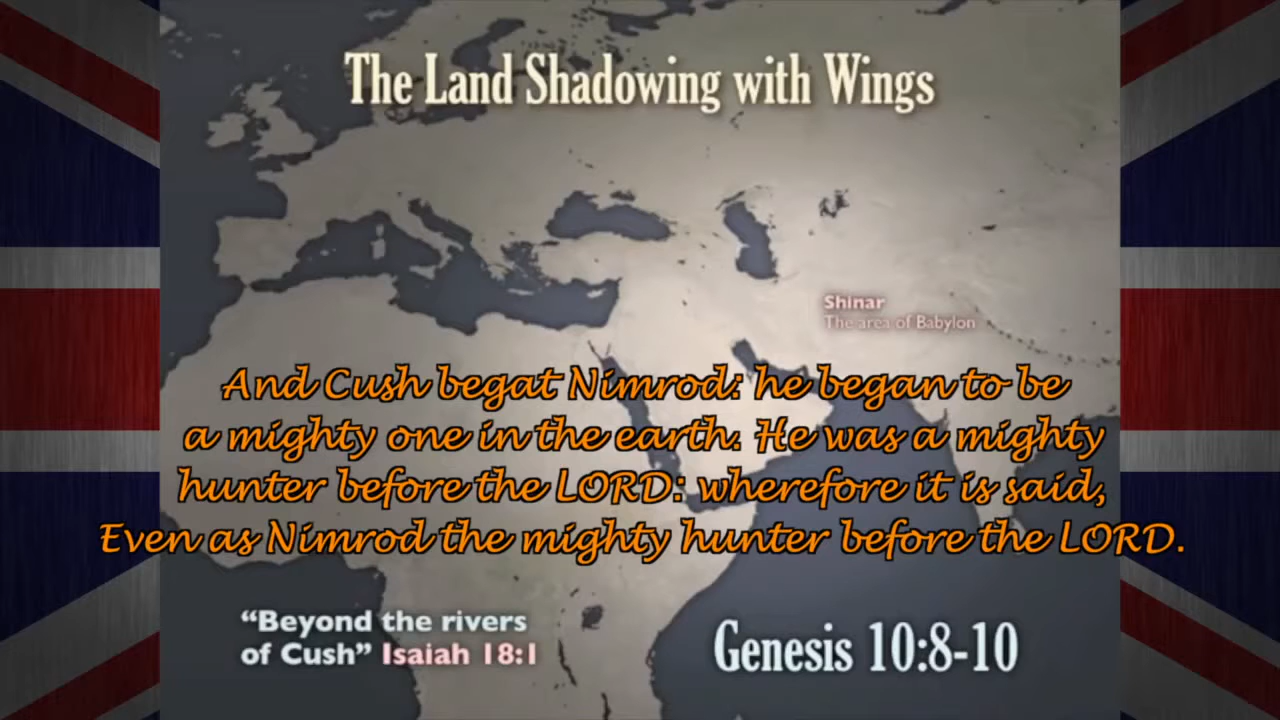 The Land Shadowing with Wings
Shinar
The area of Babylon
And Cush begat Nimrod: he began to be
a mighty one in the earth. He was a mighty
hunter before the LORD: wherefore it is said,
Even as Nimrod the mighty hunter before the LORD.
“Beyond the rivers
of Cush” Isaiah 18:1
Genesis 10:8-10